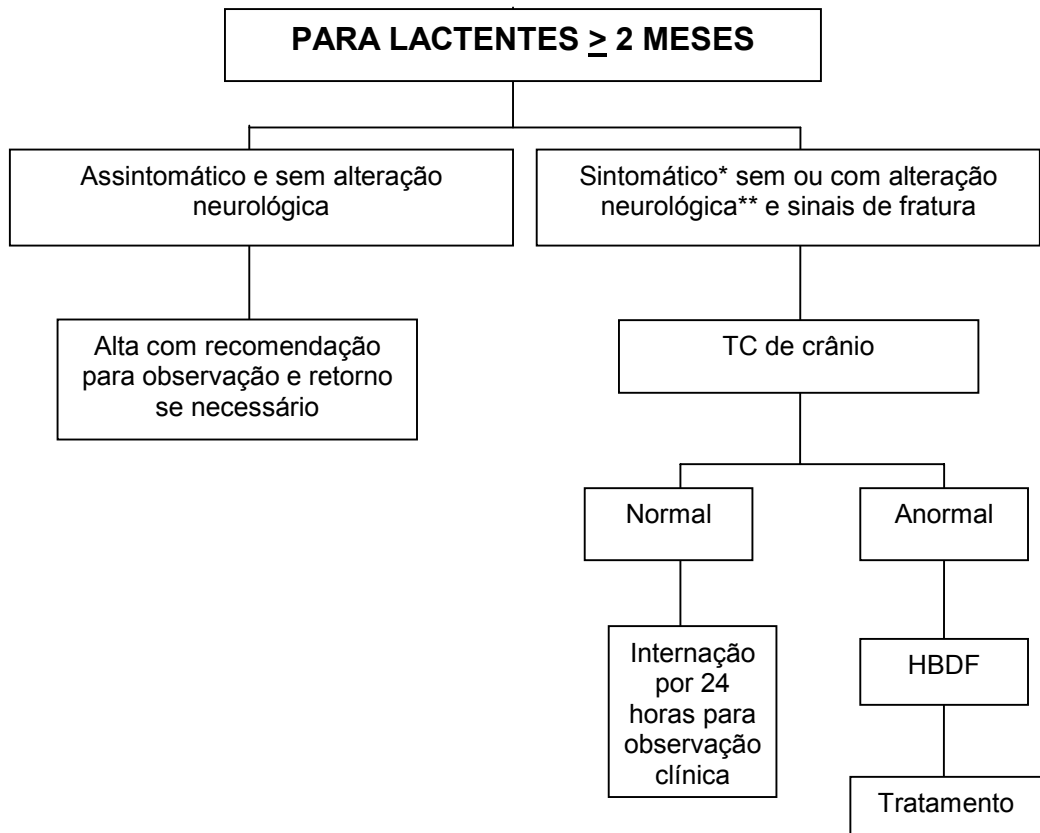 PARA LACTENTES > 2 MESES
Assintomático e sem alteração
neurológica
Sintomático* sem ou com alteração
neurológica** e sinais de fratura
Alta com recomendação
para observação e retorno
se necessário
TC de crânio
Normal
Anormal
Internação
por 24
horas para
observação
clínica
HBDF
Tratamento